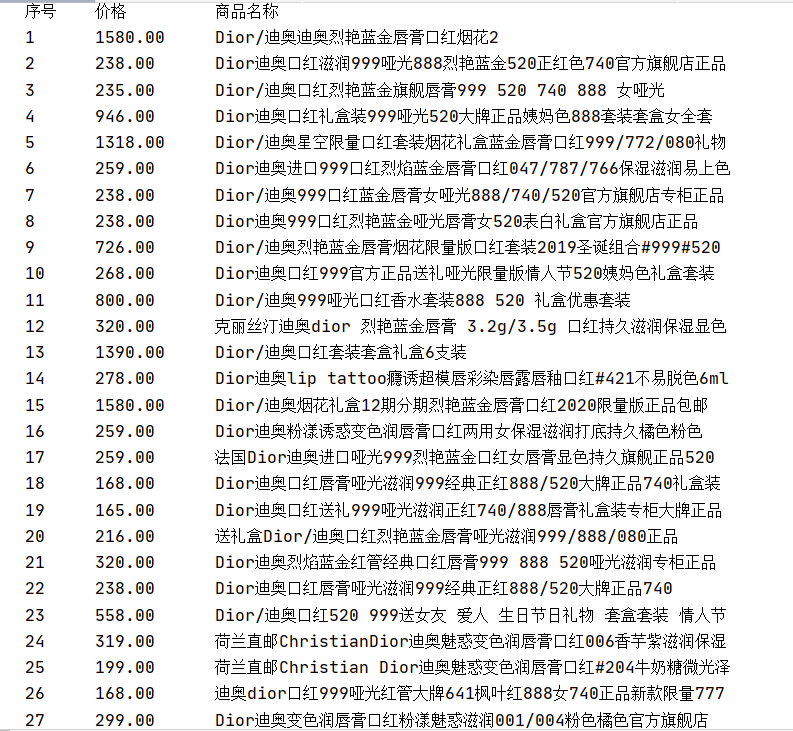 序号 价格 商品名称
1 1580.00 Dior/迪奥迪奥烈艳蓝金唇膏口红烟花2
2 238.00 Dior迪奥口红滋润999哑光888烈艳蓝金520正红色740官方旗舰店正品
3 235.00 Dior/迪奥口红烈艳蓝金旗舰唇膏999 520 740 888 女哑光
4 946.00 Dior迪奥口红礼盒装999哑光520大牌正品姨妈色888套装套盒女全套
5 1318.00 Dior/迪奥星空限量口红套装烟花礼盒蓝金唇膏口红999/772/080礼物
6 259.00 Dior迪奥进口999口红烈焰蓝金唇膏口红047/787/766保湿滋润易上色
7 238.00 Dior/迪奥999口红蓝金唇膏女哑光888/740/520官方旗舰店专柜正品
8 238.00 Dior迪奥999口红烈艳蓝金哑光唇膏女520表白礼盒官方旗舰店正品
9 726.00 Dior/迪奥烈艳蓝金唇膏烟花限量版口红套装2019圣诞组合#999#520
10 268.00 Dior迪奥口红999官方正品送礼哑光限量版情人节520姨妈色礼盒套装
11 800.00 Dior/迪奥999哑光口红香水套装888 520 礼盒优惠套装
12 320.00 克丽丝汀迪奥dior 烈艳蓝金唇膏 3.2g/3.5g 口红持久滋润保湿显色
13 1390.00 Dior/迪奥口红套装套盒礼盒6支装
14 278.00 Dior迪奥lip tattoo瘾诱超模唇彩染唇露唇釉口红#421不易脱色6ml
15 1580.00 Dior/迪奥烟花礼盒12期分期烈艳蓝金唇膏口红2020限量版正品包邮
16 259.00 Dior迪奥粉漾诱惑变色润唇膏口红两用女保湿滋润打底持久橘色粉色
17 259.00 法国Dior迪奥进口哑光999烈艳蓝金口红女唇膏显色持久旗舰正品520
18 168.00 Dior迪奥口红唇膏哑光滋润999经典正红888/520大牌正品740礼盒装
19 165.00 Dior迪奥口红送礼999哑光滋润正红740/888唇膏礼盒装专柜大牌正品
20 216.00 送礼盒Dior/迪奥口红烈艳蓝金唇膏哑光滋润999/888/080正品
21 320.00 Dior迪奥烈焰蓝金红管经典口红唇膏999 888 520哑光滋润专柜正品
22 238.00 Dior迪奥口红唇膏哑光滋润999经典正红888/520大牌正品740
23 558.00 Dior/迪奥口红520 999送女友 爱人 生日节日礼物 套盒套装 情人节
24 319.00 荷兰直邮ChristianDior迪奥魅惑变色润唇膏口红006香芋紫滋润保湿
25 199.00 荷兰直邮Christian Dior迪奥魅惑变色润唇膏口红#204牛奶糖微光泽
26 168.00 迪奥dior口红999哑光红管大牌641枫叶红888女740正品新款限量777
27 299.00 Dior迪奥变色润唇膏口红粉漾魅惑滋润001/004粉色橘色官方旗舰店